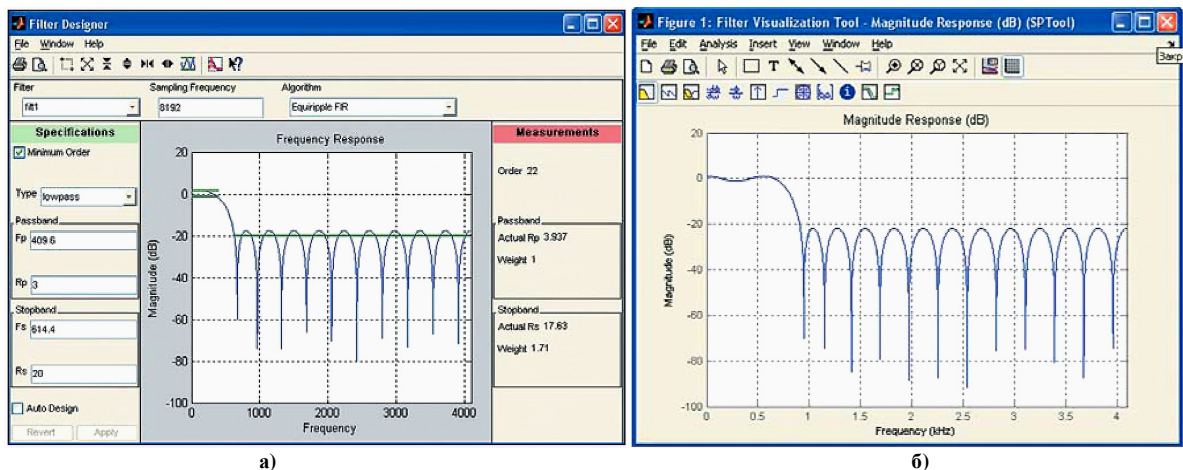 Filter Designer
File Window Help
Filter
filt1
Sampling Frequency
8192
Algorithm
Equiripple FIR
Specifications
Minimum Order
Type lowpass
Passband
Fp 409.6
Rp 3
Stopband
Fs 614.4
Rs 20
Auto Design
Revert Apply
Frequency Response
Magnitude (dB)
20
0
-20
-40
-60
-80
-100
0 1000 2000 3000 4000
Frequency
Measurements
Order 22
Passband
Actual Rp 3.937
Weight 1
Stopband
Actual Rs 17.63
Weight 1.71
а)
Figure 1: Filter Visualization Tool - Magnitude Response (dB) (SPTool)
File Edit Analysis Insert View Window Help
Закр
Magnitude Response (dB)
Magnitude (dB)
20
0
-20
-40
-60
-80
-100
0 0.5 1 1.5 2 2.5 3 3.5 4
Frequency (kHz)
б)